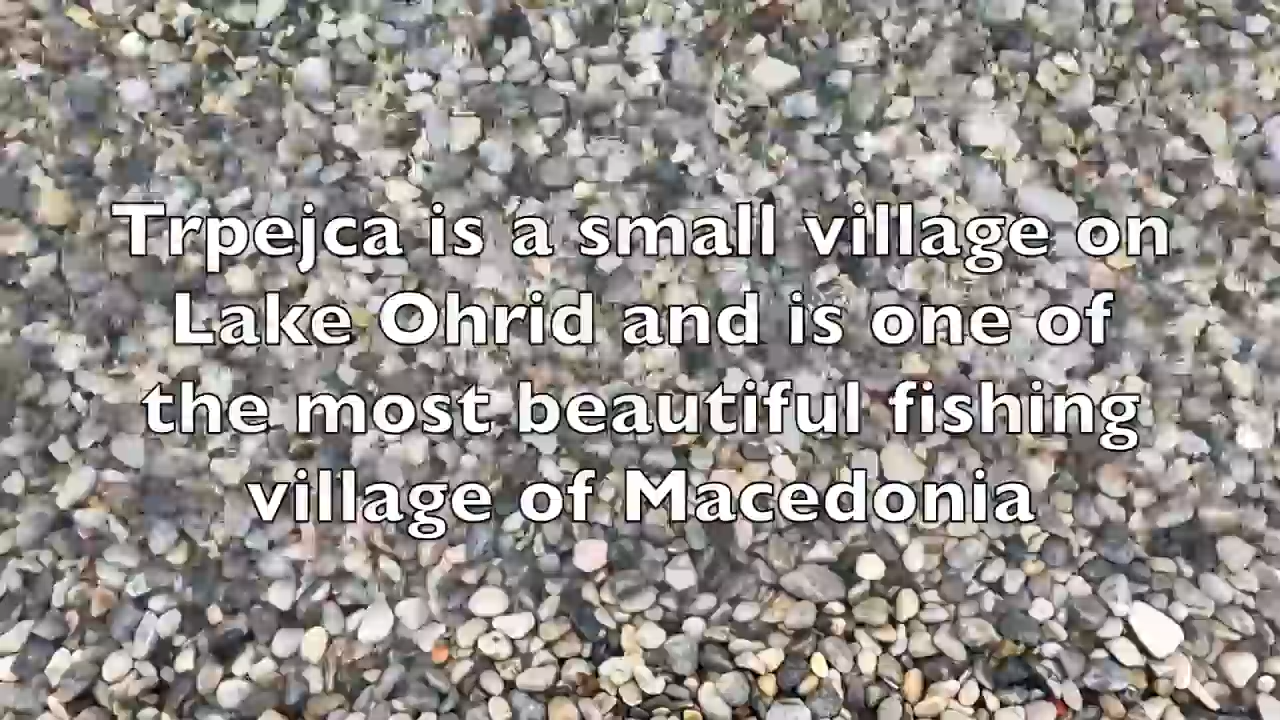 Trpejca is a small village on
Lake Ohrid and is one of
the most beautiful fishing
village of Macedonia